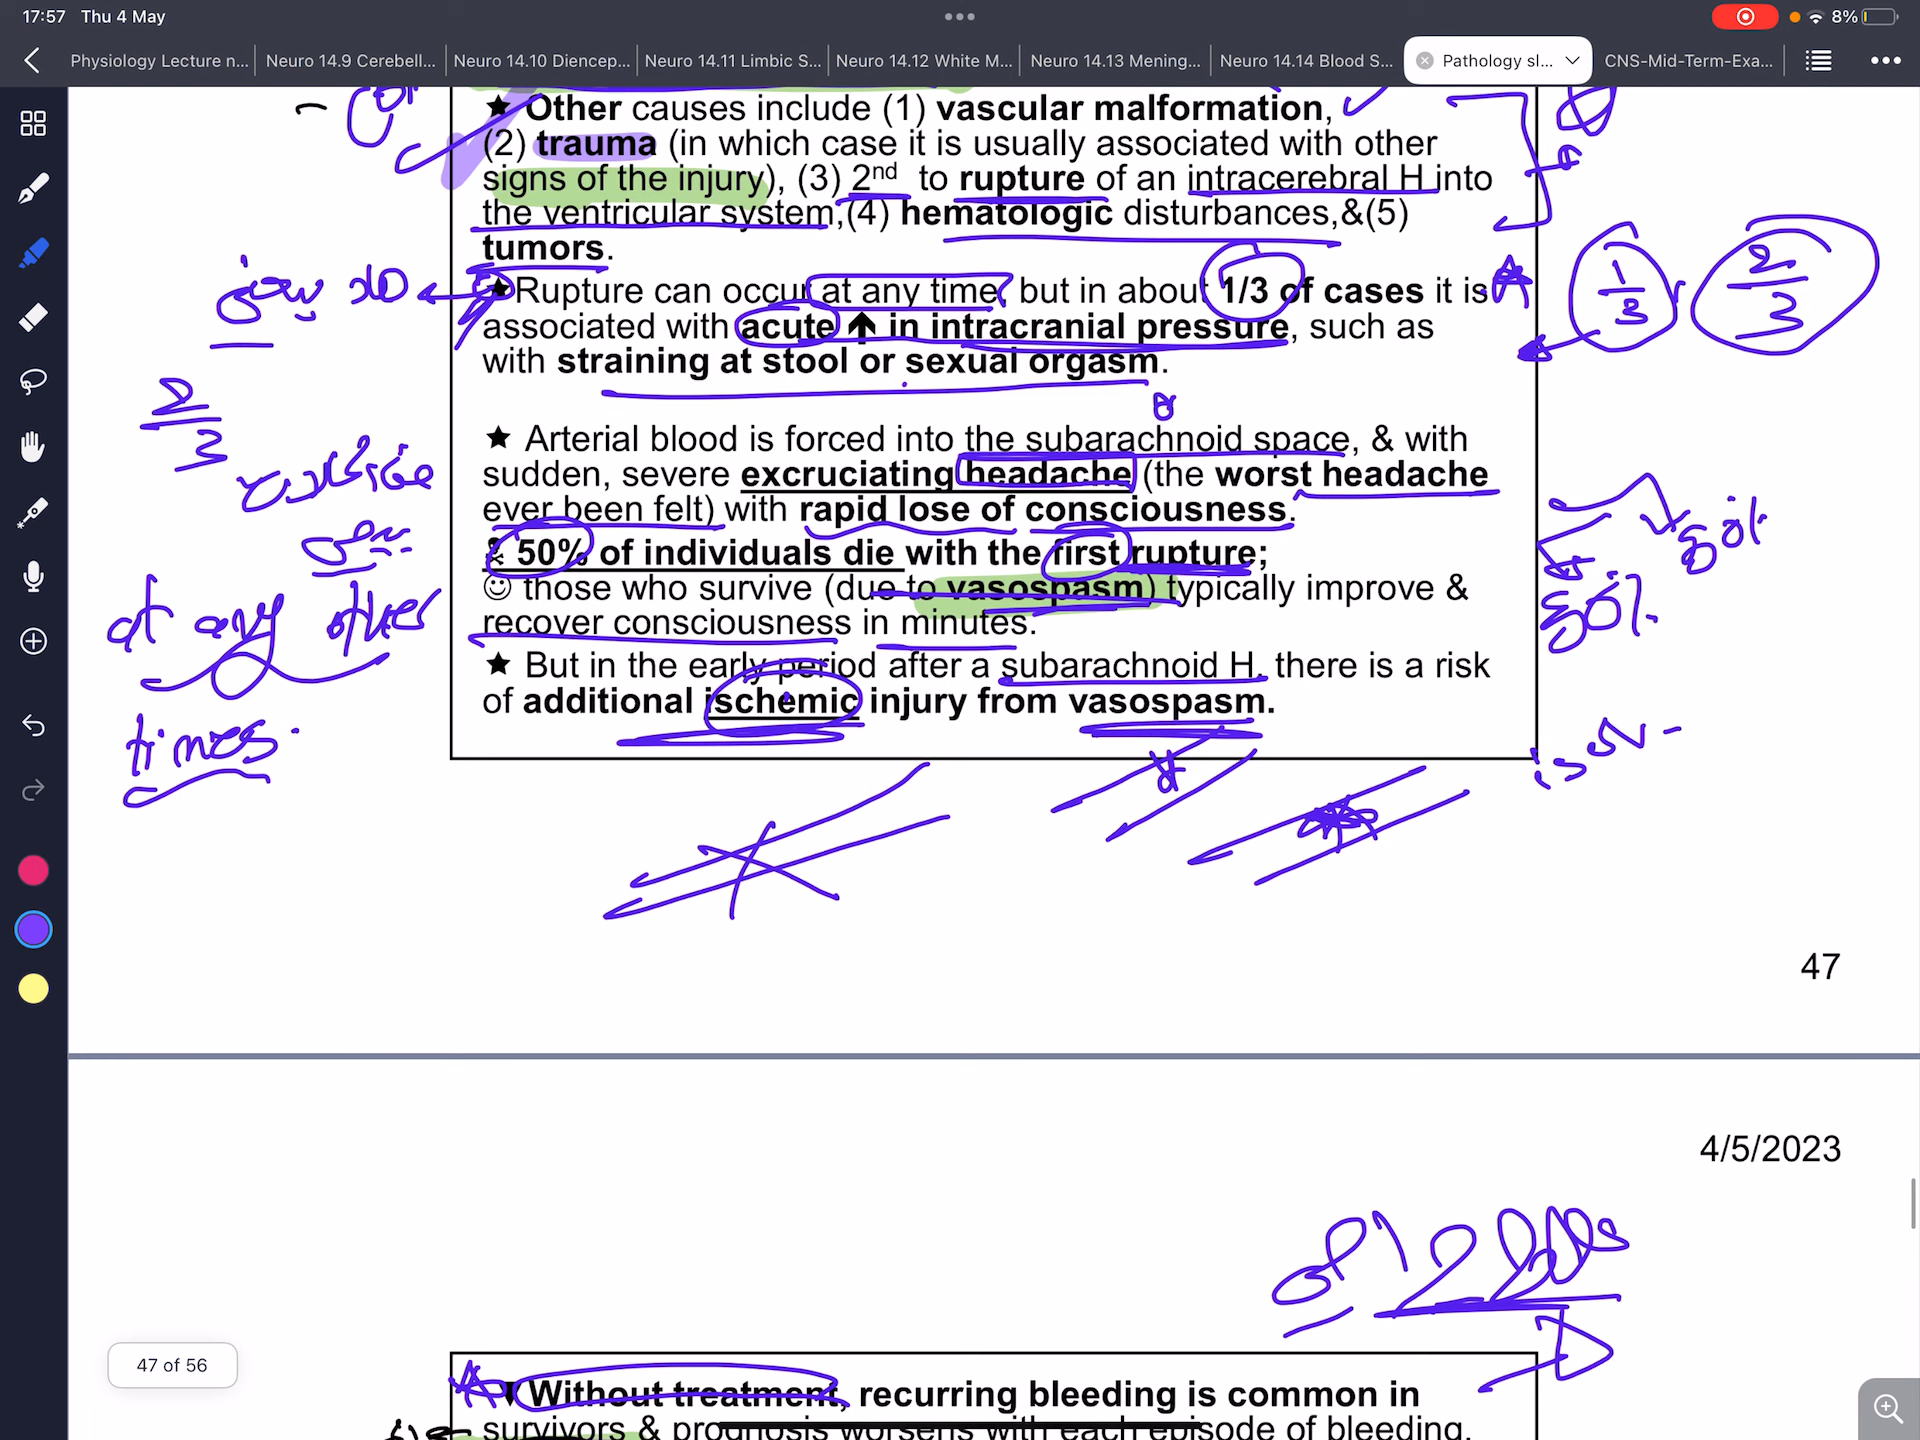 17:57 Thu 4 May
8%
Physiology Lecture n...
Neuro 14.9 Cerebell...
Neuro 14.10 Diencep...
Neuro 14.11 Limbic S...
Neuro 14.12 White M...
Neuro 14.13 Mening...
Neuro 14.14 Blood S...
Pathology sl...
CNS-Mid-Term-Exa...
★ Other causes include (1) vascular malformation,
(2) trauma (in which case it is usually associated with other
signs of the injury), (3) 2nd to rupture of an intracerebral H into
the ventricular system,(4) hematologic disturbances,&(5)
tumors.
★Rupture can occur at any time, but in about 1/3 of cases it is
associated with acute ↑ in intracranial pressure, such as
with straining at stool or sexual orgasm.
1/3
2/3
2/3
★ Arterial blood is forced into the subarachnoid space, & with
sudden, severe excruciating headache (the worst headache
ever been felt) with rapid lose of consciousness.
50% of individuals die with the first rupture;
☺ those who survive (due to vasospasm) typically improve &
recover consciousness in minutes.
★ But in the early period after a subarachnoid H. there is a risk
of additional ischemic injury from vasospasm.
50%
50%
at any other
times.
47
4/5/2023
47 of 56
Without treatment, recurring bleeding is common in
survivors & prognosis worsens with each episode of bleeding.